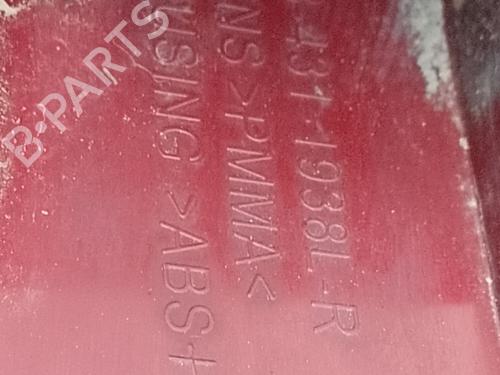 431-1938L-R
NS>PMMA<
USING >ABS+
B-PARTS